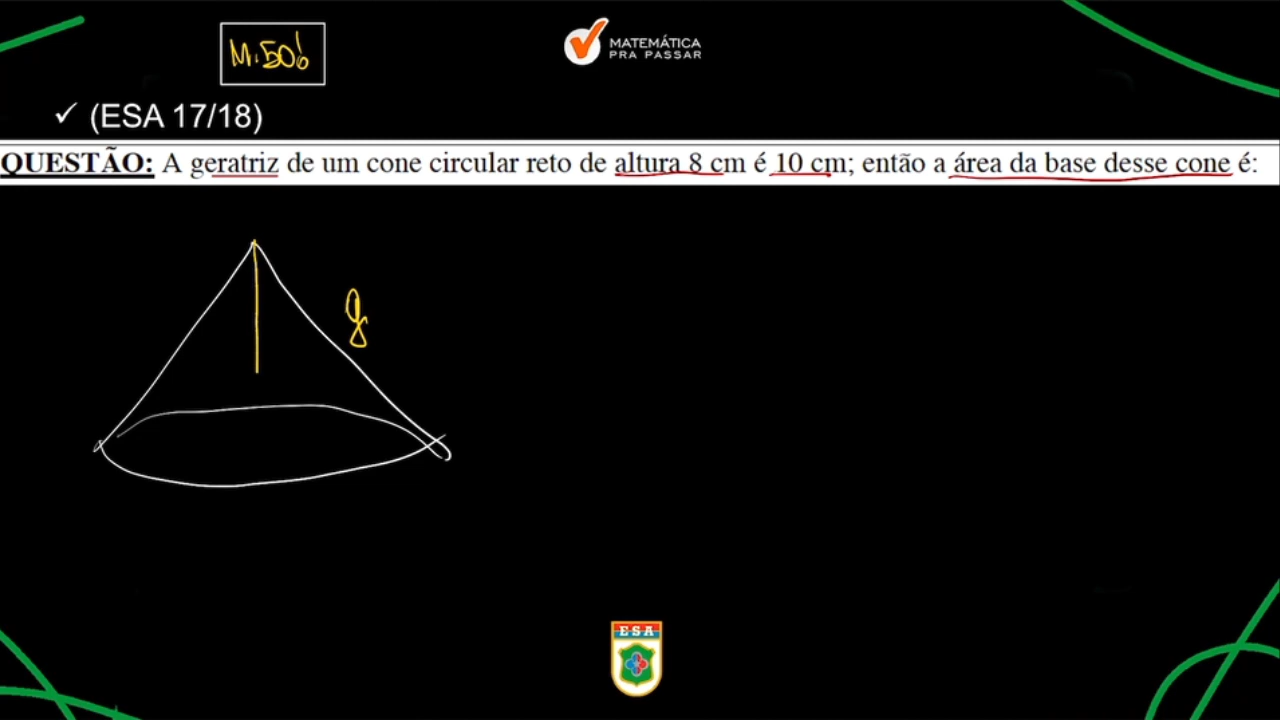 M.50!
MATEMÁTICA
PRA PASSAR
✓ (ESA 17/18)
QUESTÃO: A geratriz de um cone circular reto de altura 8 cm é 10 cm; então a área da base desse cone é:
g
ESA